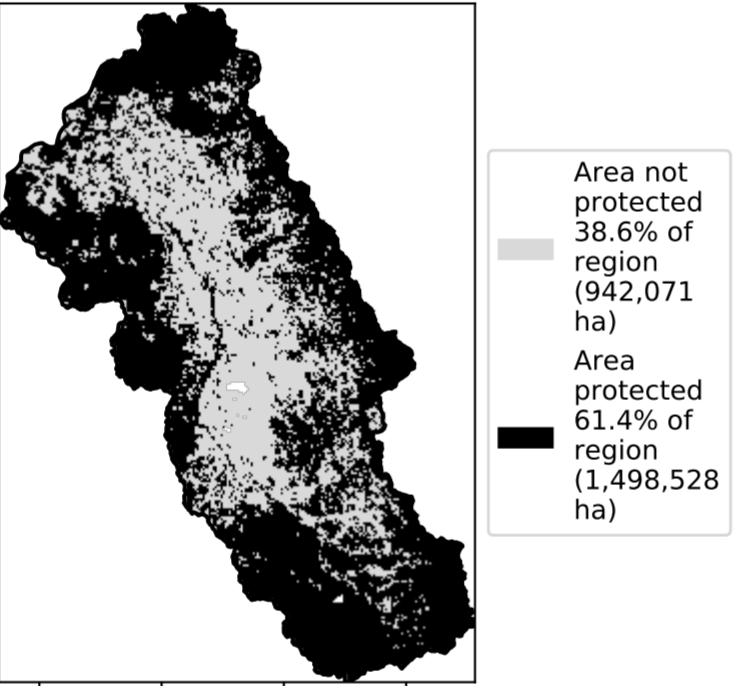 Area not
protected
38.6% of
region
(942,071
ha)
Area
protected
61.4% of
region
(1,498,528
ha)